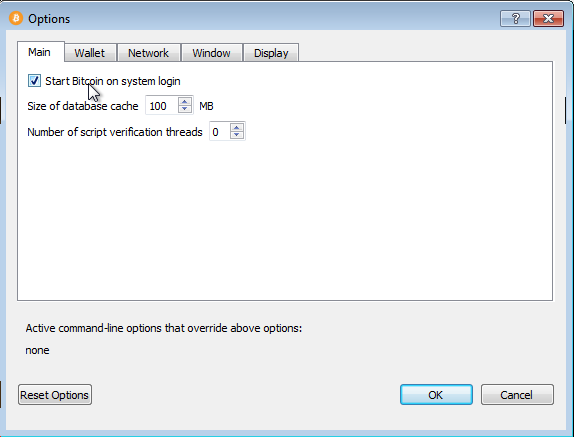 Options
Main Wallet Network Window Display
Start Bitcoin on system login
Size of database cache 100 MB
Number of script verification threads 0
Active command-line options that override above options:
none
Reset Options OK Cancel